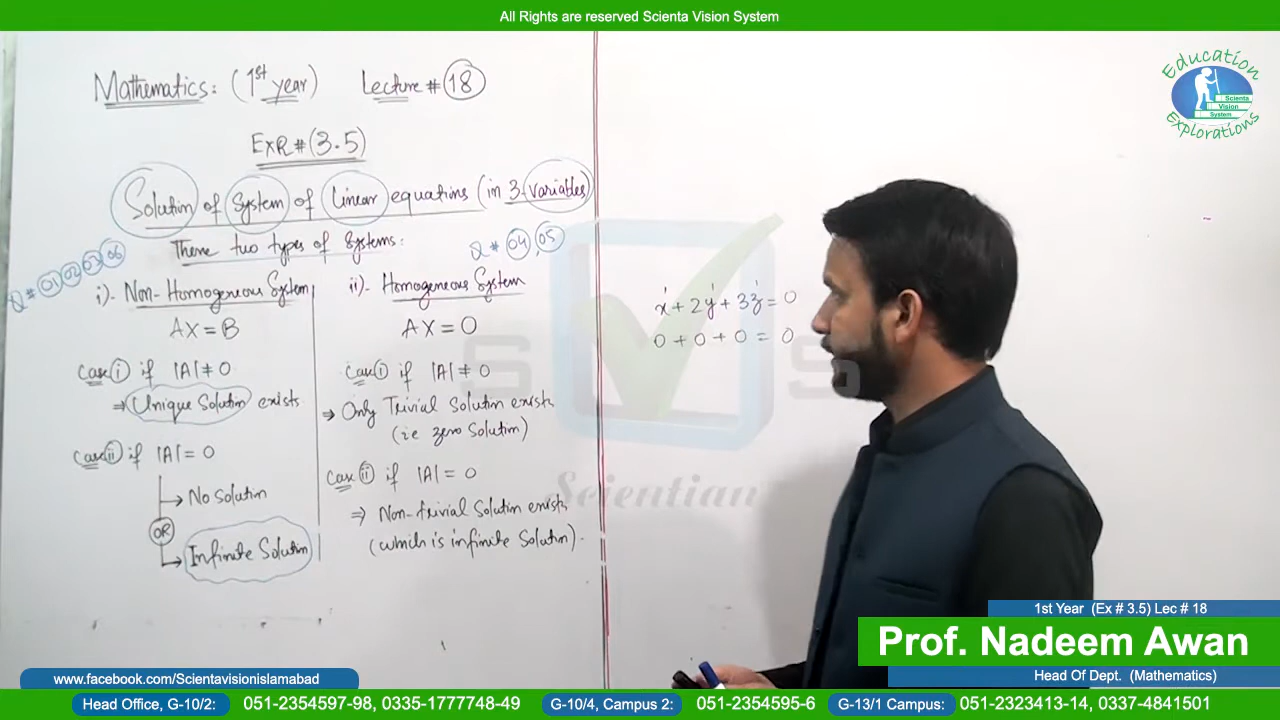 All Rights are reserved Scienta Vision System
Education
Scienta
Vision
System
Explorations
Mathematics: (1st year) Lecture # 18
EXR # (3.5)
Solution of System of Linear equations (in 3-variables)
There two types of Systems:
Q # 01 02 03 06
i)- Non-Homogeneous System
AX = B
Case i if |A| ≠ 0
⇒ Unique Solution exists
Case ii if |A| = 0
→ No Solution
OR
→ Infinite Solution
Q # 04, 05
ii)- Homogeneous System
AX = O
Case i if |A| ≠ 0
⇒ Only Trivial Solution exists
(i.e zero Solution)
Case ii if |A| = 0
⇒ Non-trivial Solution exists
(which is infinite Solution).
x + 2y + 3z = 0
0 + 0 + 0 = 0
S S
Scientian
1st Year (Ex # 3.5) Lec # 18
Prof. Nadeem Awan
Head Of Dept. (Mathematics)
www.facebook.com/Scientavisionislamabad
Head Office, G-10/2: 051-2354597-98, 0335-1777748-49 G-10/4, Campus 2: 051-2354595-6 G-13/1 Campus: 051-2323413-14, 0337-4841501